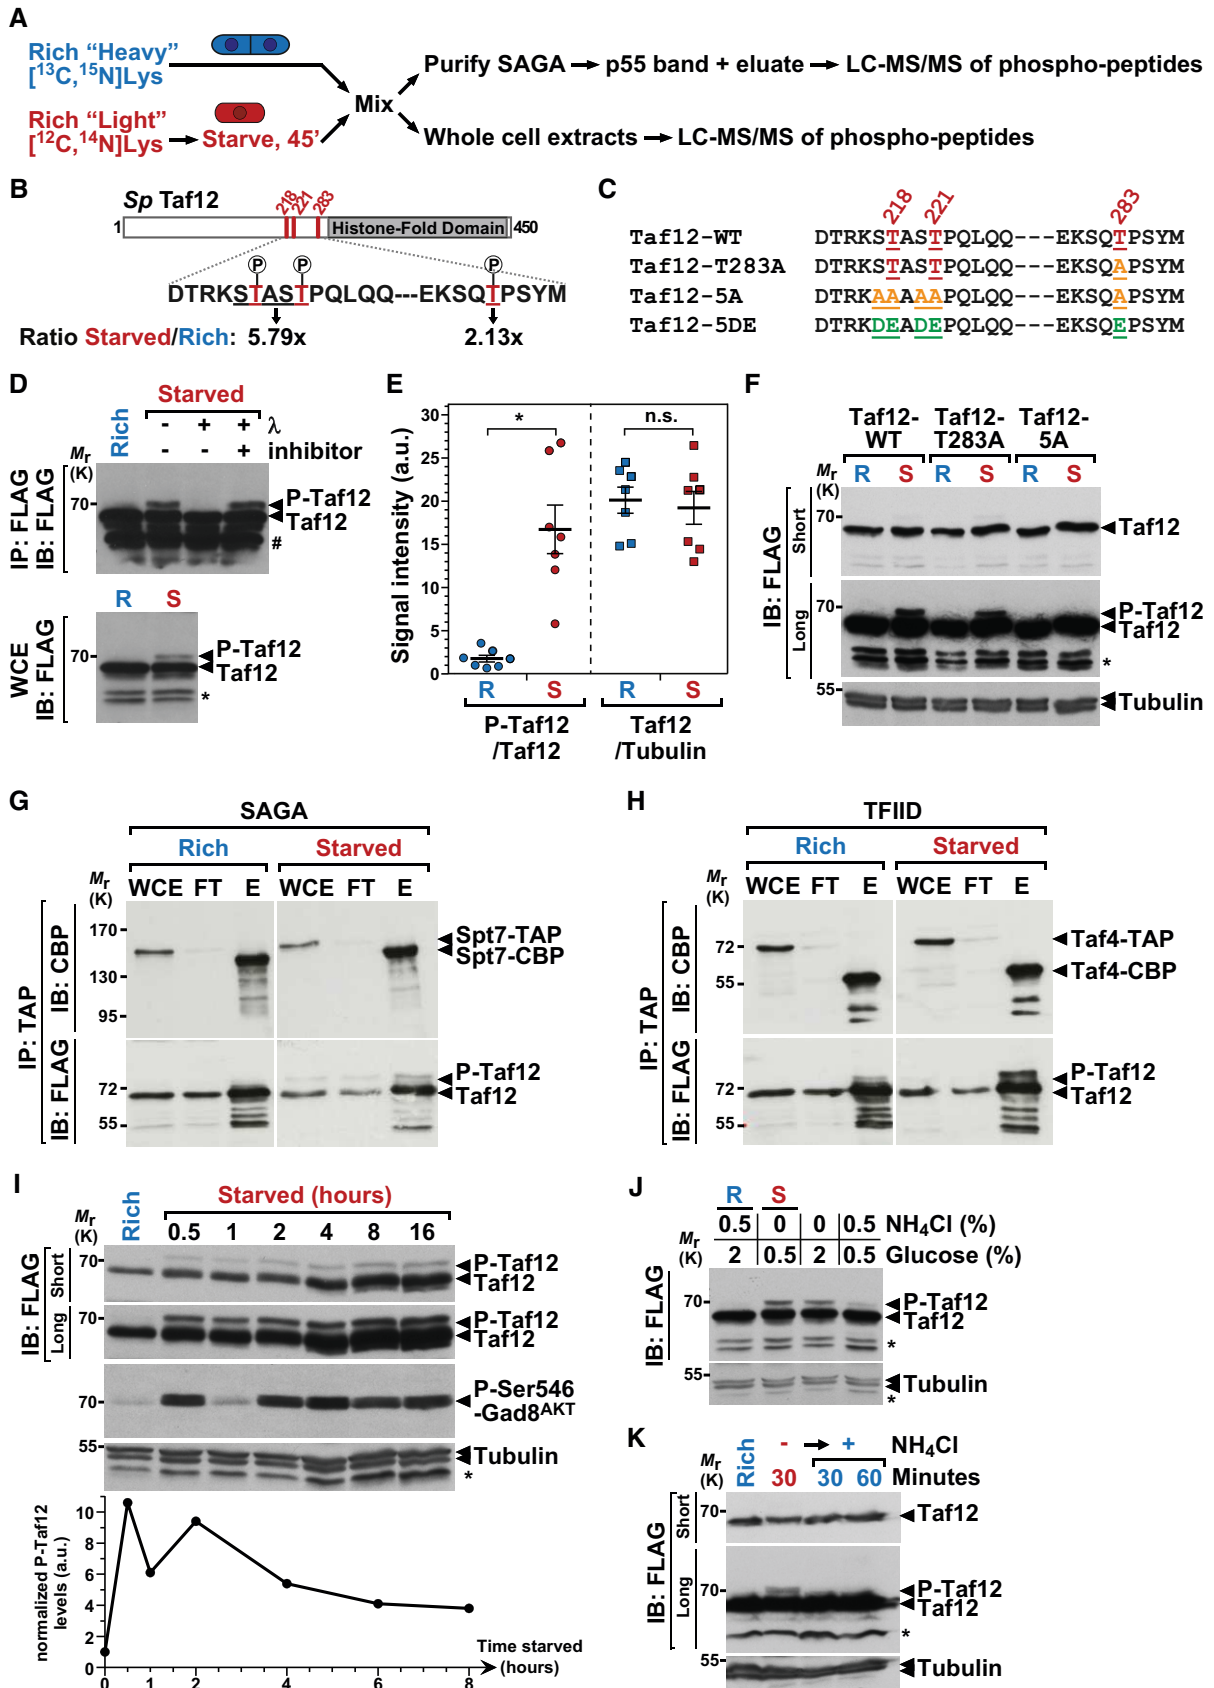 A
Rich “Heavy”
[13C,15N]Lys
Rich “Light”
[12C,14N]Lys
Starve, 45’
Mix
Purify SAGA
p55 band + eluate
LC-MS/MS of phospho-peptides
Whole cell extracts
LC-MS/MS of phospho-peptides
B
Sp Taf12
218
221
283
1
Histone-Fold Domain
450
P P P
DTRKSTASTPQLQQ---EKSQTPSYM
Ratio Starved/Rich: 5.79x 2.13x
C
218 221 283
Taf12-WT DTRKSTASTPQLQQ---EKSQTPSYM
Taf12-T283A DTRKSTASTPQLQQ---EKSQAPSYM
Taf12-5A DTRKAAAAAPQLQQ---EKSQAPSYM
Taf12-5DE DTRKDEADEPQLQQ---EKSQEPSYM
D
Rich
Starved
- + + λ
- - + inhibitor
Mr (K)
70
IP: FLAG
IB: FLAG
P-Taf12
Taf12
#
R S
WCE
IB: FLAG
70
P-Taf12
Taf12
*
E
Signal intensity (a.u.)
30
25
20
15
10
5
0
*
n.s.
R S R S
P-Taf12
/Taf12
Taf12
/Tubulin
F
Taf12-WT
Taf12-T283A
Taf12-5A
Mr (K)
R S R S R S
IB: FLAG
Short
70
Taf12
Long
70
P-Taf12
Taf12
*
55
Tubulin
G
SAGA
Rich Starved
Mr (K)
WCE FT E WCE FT E
IP: TAP
IB: CBP
170
130
95
Spt7-TAP
Spt7-CBP
IB: FLAG
72
55
P-Taf12
Taf12
H
TFIID
Rich Starved
Mr (K)
WCE FT E WCE FT E
IP: TAP
IB: CBP
72
55
Taf4-TAP
Taf4-CBP
IB: FLAG
72
55
P-Taf12
Taf12
I
Rich
Starved (hours)
Mr (K)
0.5 1 2 4 8 16
IB: FLAG
Short
70
P-Taf12
Taf12
Long
70
P-Taf12
Taf12
70
P-Ser546
-Gad8AKT
55
Tubulin
*
normalized P-Taf12
levels (a.u.)
10
8
6
4
2
0
0 1 2 4 6 8
Time starved
(hours)
J
R S
0.5 0 0 0.5 NH4Cl (%)
2 0.5 2 0.5 Glucose (%)
Mr (K)
IB: FLAG
70
P-Taf12
Taf12
*
55
Tubulin
*
K
Rich
- + NH4Cl
30 30 60 Minutes
Mr (K)
IB: FLAG
Short
70
Taf12
Long
70
P-Taf12
Taf12
*
55
Tubulin